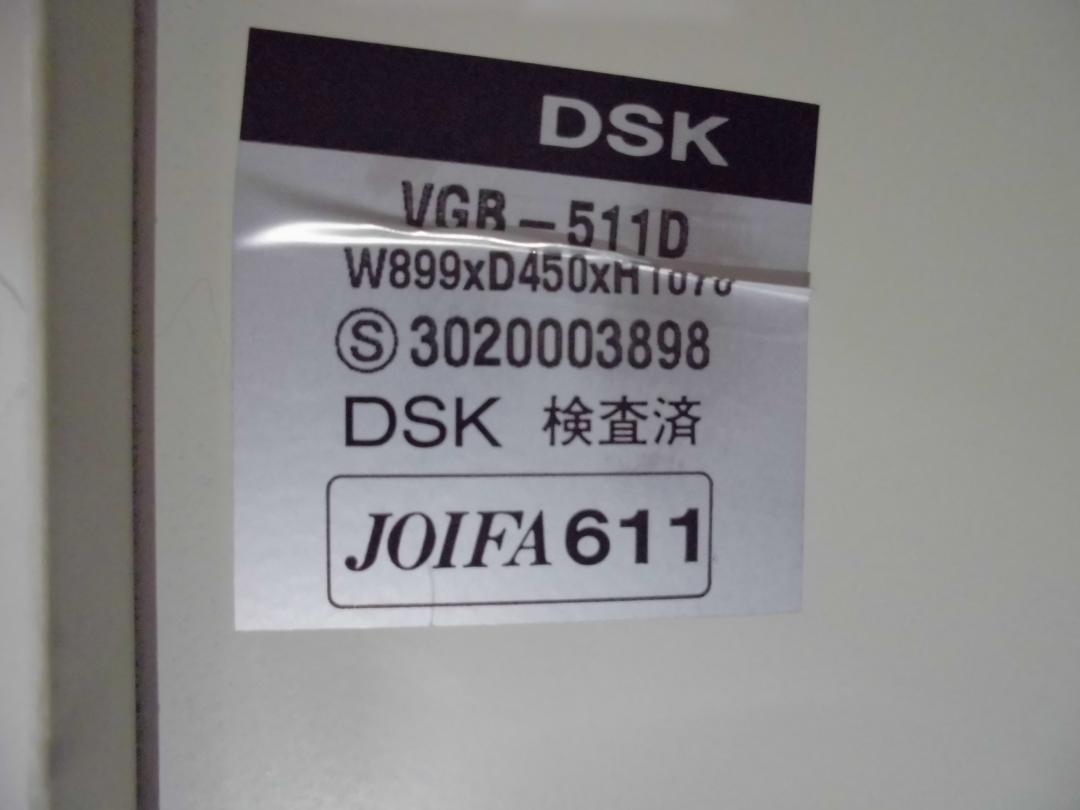 DSK
VGB-511D
W899xD450xH1070
Ⓢ3020003898
DSK 検査済
JOIFA 611